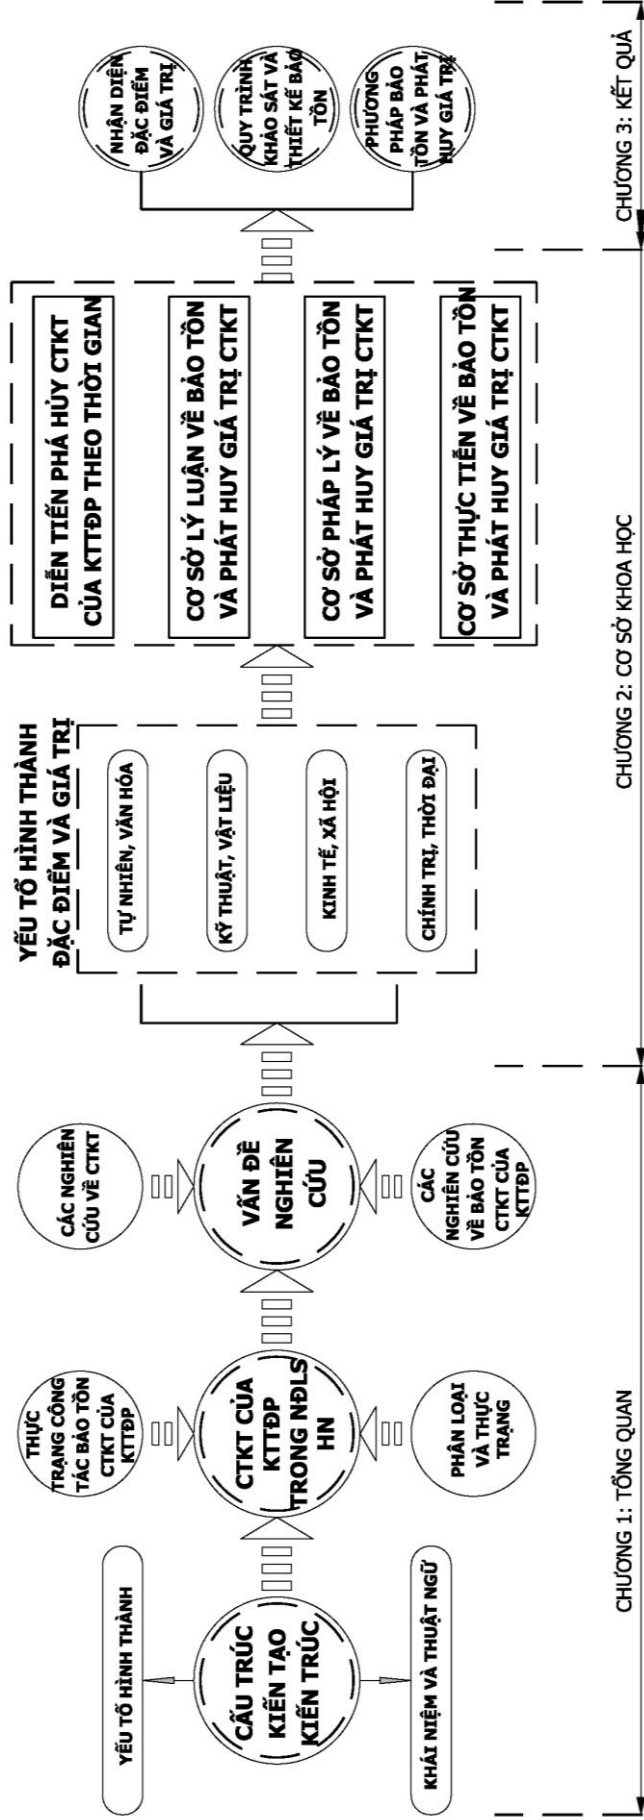 YẾU TỐ HÌNH THÀNH
CẤU TRÚC
KIẾN TẠO
KIẾN TRÚC
KHÁI NIỆM VÀ THUẬT NGỮ
THỰC
TRẠNG CÔNG
TÁC BẢO TỒN
CTKT CỦA
KTTĐP
CTKT CỦA
KTTĐP
TRONG NĐLS
HN
PHÂN LOẠI
VÀ THỰC
TRẠNG
CÁC NGHIÊN
CỨU VỀ CTKT
VẤN ĐỀ
NGHIÊN
CỨU
CÁC
NGHIÊN CỨU
VỀ BẢO TỒN
CTKT CỦA
KTTĐP
YẾU TỐ HÌNH THÀNH
ĐẶC ĐIỂM VÀ GIÁ TRỊ
TỰ NHIÊN, VĂN HÓA
KỸ THUẬT, VẬT LIỆU
KINH TẾ, XÃ HỘI
CHÍNH TRỊ, THỜI ĐẠI
DIỄN TIẾN PHÁ HỦY CTKT
CỦA KTTĐP THEO THỜI GIAN
CƠ SỞ LÝ LUẬN VỀ BẢO TỒN
VÀ PHÁT HUY GIÁ TRỊ CTKT
CƠ SỞ PHÁP LÝ VỀ BẢO TỒN
VÀ PHÁT HUY GIÁ TRỊ CTKT
CƠ SỞ THỰC TIỄN VỀ BẢO TỒN
VÀ PHÁT HUY GIÁ TRỊ CTKT
NHẬN DIỆN
ĐẶC ĐIỂM
VÀ GIÁ TRỊ
QUY TRÌNH
KHẢO SÁT VÀ
THIẾT KẾ BẢO
TỒN
PHƯƠNG
PHÁP BẢO
TỒN VÀ PHÁT
HUY GIÁ TRỊ
CHƯƠNG 1: TỔNG QUAN
CHƯƠNG 2: CƠ SỞ KHOA HỌC
CHƯƠNG 3: KẾT QUẢ